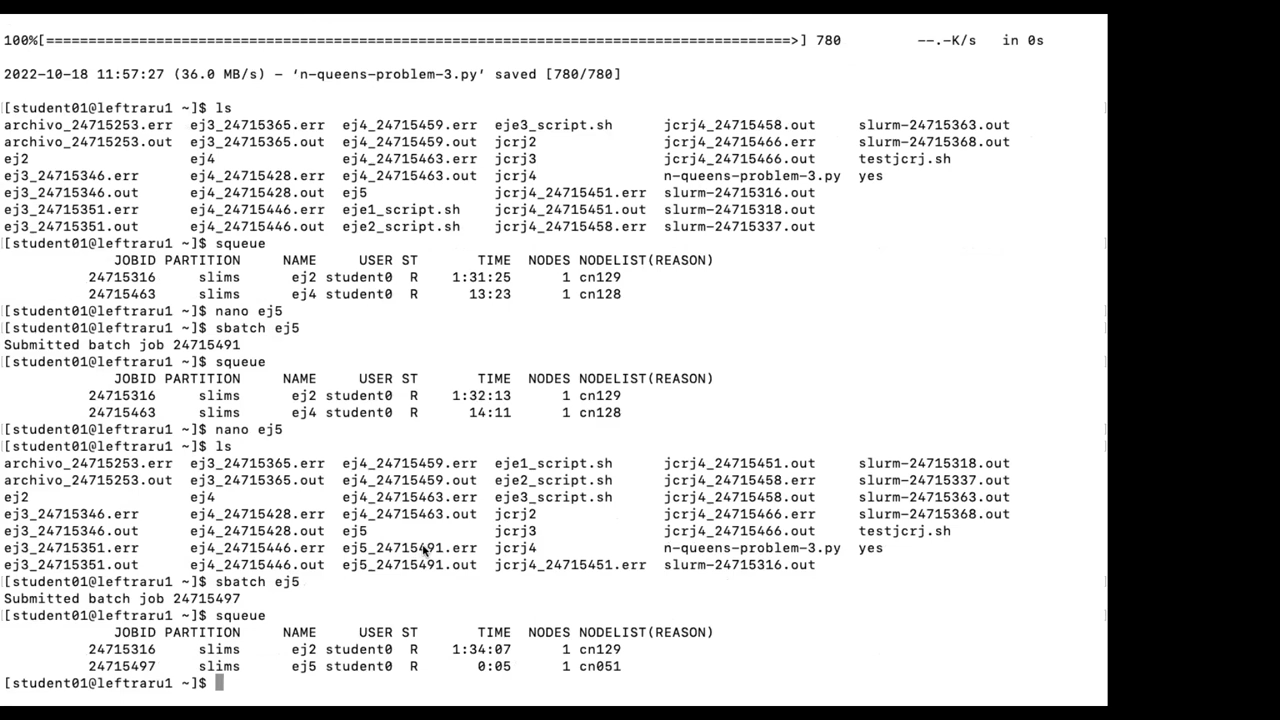 100%[=========================================================================================>] 780         --.-K/s   in 0s
2022-10-18 11:57:27 (36.0 MB/s) – ‘n-queens-problem-3.py’ saved [780/780]
[student01@leftraru1 ~]$ ls
archivo_24715253.err  ej3_24715365.err  ej4_24715459.err  eje3_script.sh      jcrj4_24715458.out    slurm-24715363.out
archivo_24715253.out  ej3_24715365.out  ej4_24715459.out  jcrj2               jcrj4_24715466.err    slurm-24715368.out
ej2                   ej4               ej4_24715463.err  jcrj3               jcrj4_24715466.out    testjcrj.sh
ej3_24715346.err      ej4_24715428.err  ej4_24715463.out  jcrj4               n-queens-problem-3.py  yes
ej3_24715346.out      ej4_24715428.out  ej5               jcrj4_24715451.err  slurm-24715316.out
ej3_24715351.err      ej4_24715446.err  eje1_script.sh    jcrj4_24715451.out  slurm-24715318.out
ej3_24715351.out      ej4_24715446.out  eje2_script.sh    jcrj4_24715458.err  slurm-24715337.out
[student01@leftraru1 ~]$ squeue
             JOBID PARTITION     NAME     USER ST       TIME  NODES NODELIST(REASON)
          24715316     slims      ej2 student0  R    1:31:25      1 cn129
          24715463     slims      ej4 student0  R      13:23      1 cn128
[student01@leftraru1 ~]$ nano ej5
[student01@leftraru1 ~]$ sbatch ej5
Submitted batch job 24715491
[student01@leftraru1 ~]$ squeue
             JOBID PARTITION     NAME     USER ST       TIME  NODES NODELIST(REASON)
          24715316     slims      ej2 student0  R    1:32:13      1 cn129
          24715463     slims      ej4 student0  R      14:11      1 cn128
[student01@leftraru1 ~]$ nano ej5
[student01@leftraru1 ~]$ ls
archivo_24715253.err  ej3_24715365.err  ej4_24715459.err  eje1_script.sh      jcrj4_24715451.out    slurm-24715318.out
archivo_24715253.out  ej3_24715365.out  ej4_24715459.out  eje2_script.sh      jcrj4_24715458.err    slurm-24715337.out
ej2                   ej4               ej4_24715463.err  eje3_script.sh      jcrj4_24715458.out    slurm-24715363.out
ej3_24715346.err      ej4_24715428.err  ej4_24715463.out  jcrj2               jcrj4_24715466.err    slurm-24715368.out
ej3_24715346.out      ej4_24715428.out  ej5               jcrj3               jcrj4_24715466.out    testjcrj.sh
ej3_24715351.err      ej4_24715446.err  ej5_24715491.err  jcrj4               n-queens-problem-3.py  yes
ej3_24715351.out      ej4_24715446.out  ej5_24715491.out  jcrj4_24715451.err  slurm-24715316.out
[student01@leftraru1 ~]$ sbatch ej5
Submitted batch job 24715497
[student01@leftraru1 ~]$ squeue
             JOBID PARTITION     NAME     USER ST       TIME  NODES NODELIST(REASON)
          24715316     slims      ej2 student0  R    1:34:07      1 cn129
          24715497     slims      ej5 student0  R       0:05      1 cn051
[student01@leftraru1 ~]$